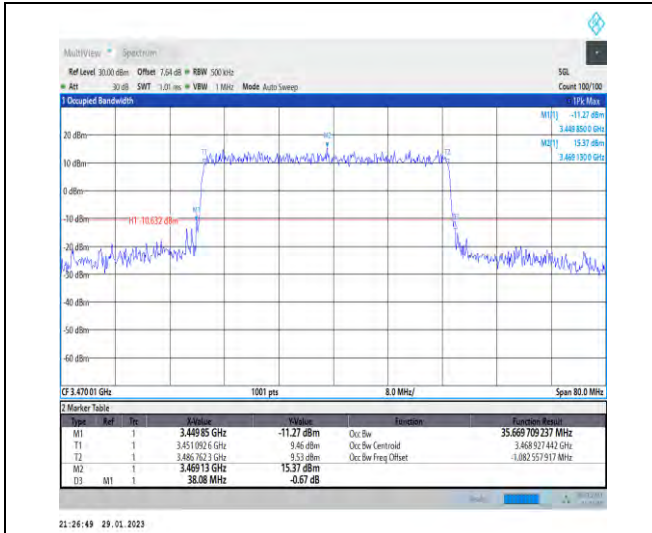 MultiView Spectrum
Ref Level 30.00 dBm Offset 7.64 dB RBW 500 kHz SGL
Att 30 dB SWT 1.01 ms VBW 1 MHz Mode Auto Sweep Count 100/100
1 Occupied Bandwidth 1Pk Max
M1[1] -11.27 dBm
3.449 850 0 GHz
M2[1] 15.37 dBm
3.469 130 0 GHz
20 dBm
M2
T1 T2
10 dBm
0 dBm
M1
-10 dBm
H1 -10.632 dBm
-20 dBm
-30 dBm
-40 dBm
-50 dBm
-60 dBm
CF 3.470 01 GHz 1001 pts 8.0 MHz/ Span 80.0 MHz
2 Marker Table
Type Ref Trc X-Value Y-Value Function Function Result
M1 1 3.449 85 GHz -11.27 dBm Occ Bw 35.669 709 237 MHz
T1 1 3.451 092 6 GHz 9.46 dBm Occ Bw Centroid 3.468 927 442 GHz
T2 1 3.486 762 3 GHz 9.53 dBm Occ Bw Freq Offset -1.082 557 917 MHz
M2 1 3.469 13 GHz 15.37 dBm
D3 M1 1 38.08 MHz -0.67 dB
21:26:49 29.01.2023